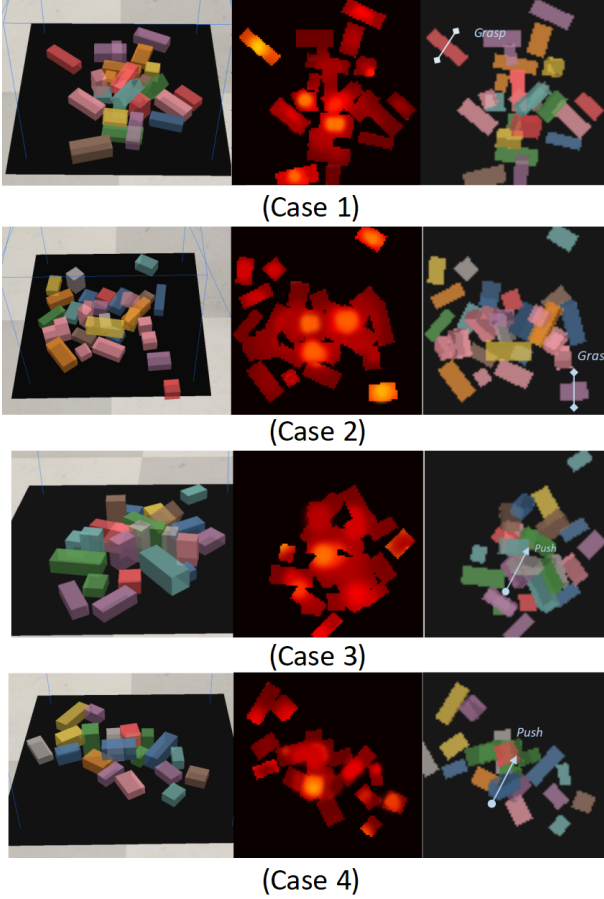 Grasp
(Case 1)
Gras
(Case 2)
Push
(Case 3)
Push
(Case 4)